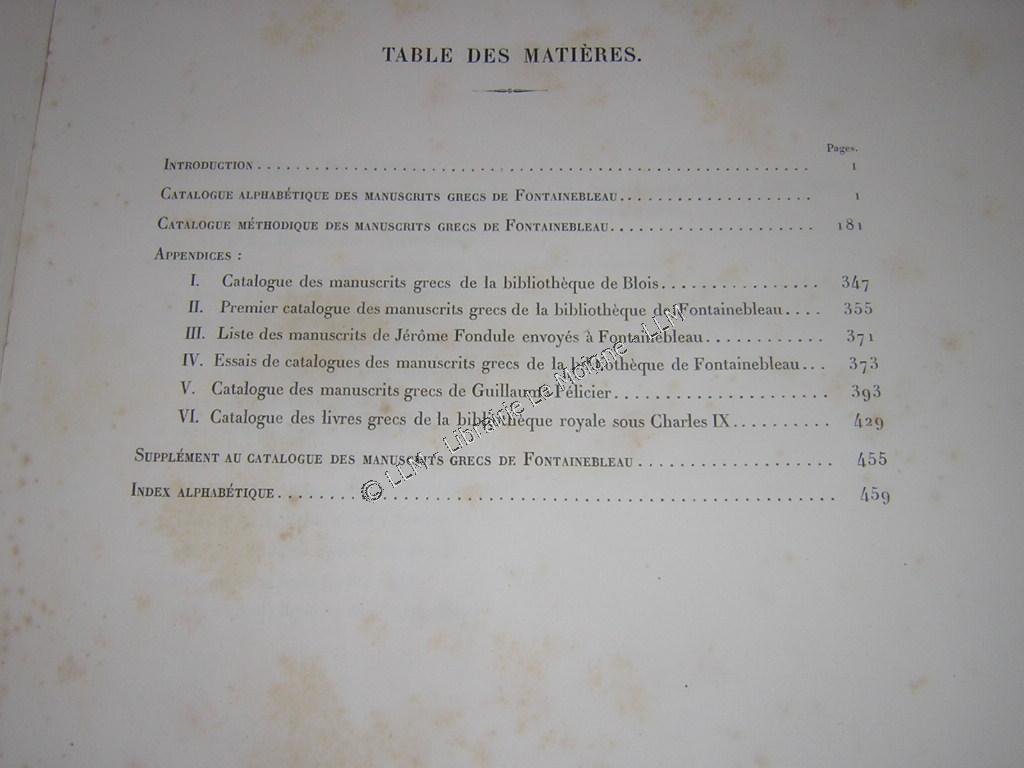 TABLE DES MATIÈRES.
Pages.
INTRODUCTION........................................................ 1
CATALOGUE ALPHABÉTIQUE DES MANUSCRITS GRECS DE FONTAINEBLEAU.................... 1
CATALOGUE MÉTHODIQUE DES MANUSCRITS GRECS DE FONTAINEBLEAU..................... 181
APPENDICES :
I. Catalogue des manuscrits grecs de la bibliothèque de Blois................ 347
II. Premier catalogue des manuscrits grecs de la bibliothèque de Fontainebleau.... 355
III. Liste des manuscrits de Jérôme Fondule envoyés à Fontainebleau............ 371
IV. Essais de catalogues des manuscrits grecs de la bibliothèque de Fontainebleau... 373
V. Catalogue des manuscrits grecs de Guillaume Pélicier...................... 393
VI. Catalogue des livres grecs de la bibliothèque royale sous Charles IX.......... 429
SUPPLÉMENT AU CATALOGUE DES MANUSCRITS GRECS DE FONTAINEBLEAU .................... 455
INDEX ALPHABÉTIQUE........................................................ 459
© LLM - Librairie Le Moigne - LLM